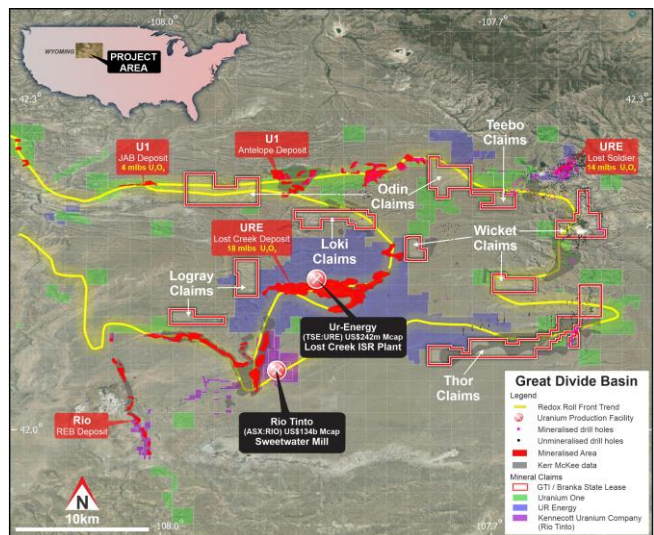 108.0
107.7
WYOMING
PROJECT
AREA
42.3
42.3
U1
JAB Deposit
4 mlbs U₃O₈
U1
Antelope Deposit
Teebo
Claims
URE
Lost Soldier
14 mlbs U₃O₈
Odin
Claims
URE
Lost Creek Deposit
18 mlbs U₃O₈
Loki
Claims
Wicket
Claims
Logray
Claims
Ur-Energy
(TSE:URE) US$242m Mcap
Lost Creek ISR Plant
Thor
Claims
Rio
REB Deposit
Rio Tinto
(ASX:RIO) US$134b Mcap
Sweetwater Mill
42.0
N
10km
108.0
107.7
Great Divide Basin
Legend
Redox Roll Front Trend
Uranium Production Facility
Mineralised drill holes
Unmineralised drill holes
Mineralised Area
Kerr McKee data
Mineral Claims
GTI / Branka State Lease
Uranium One
UR Energy
Kennecott Uranium Company
(Rio Tinto)